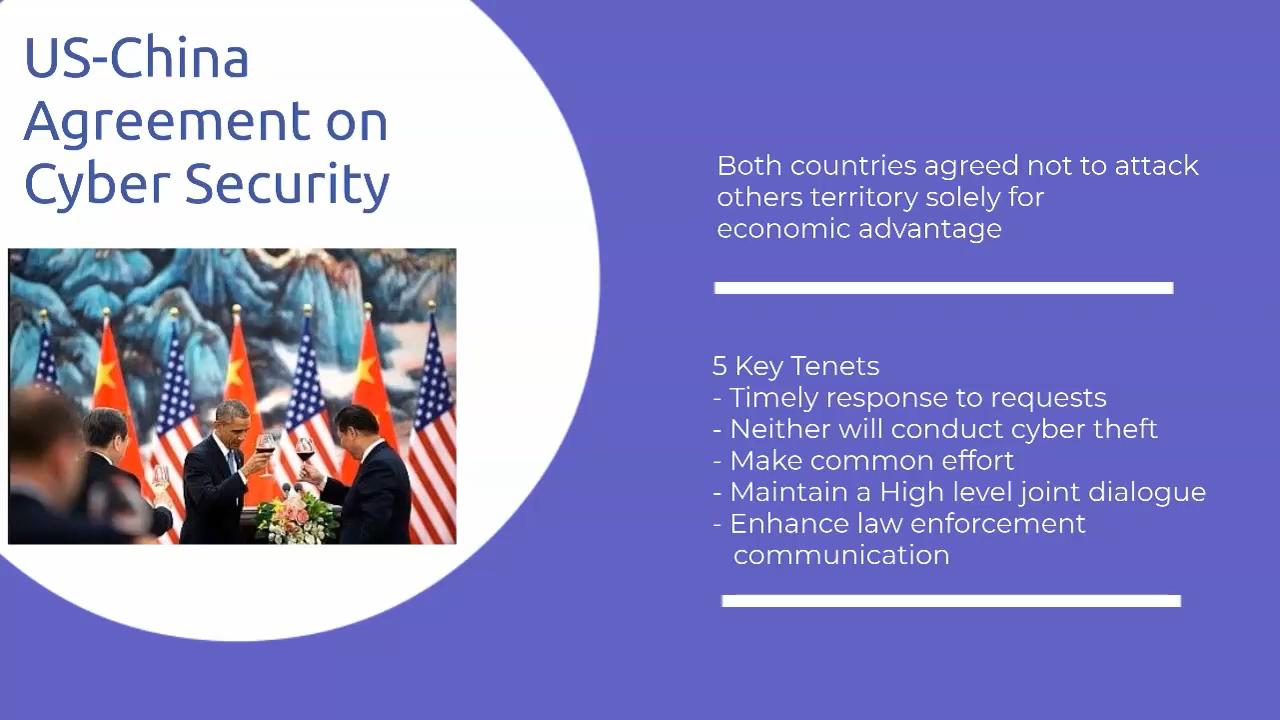 US-China
Agreement on
Cyber Security
Both countries agreed not to attack
others territory solely for
economic advantage
5 Key Tenets
- Timely response to requests
- Neither will conduct cyber theft
- Make common effort
- Maintain a High level joint dialogue
- Enhance law enforcement
communication